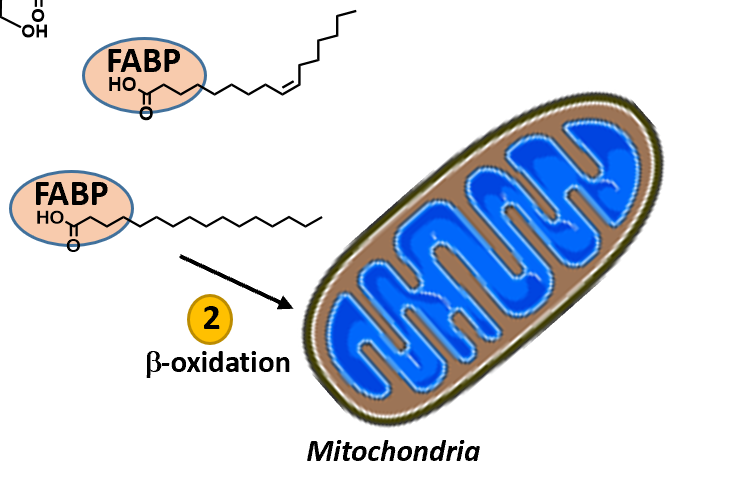 O
OH
FABP
HO
O
FABP
HO
O
2
β-oxidation
Mitochondria